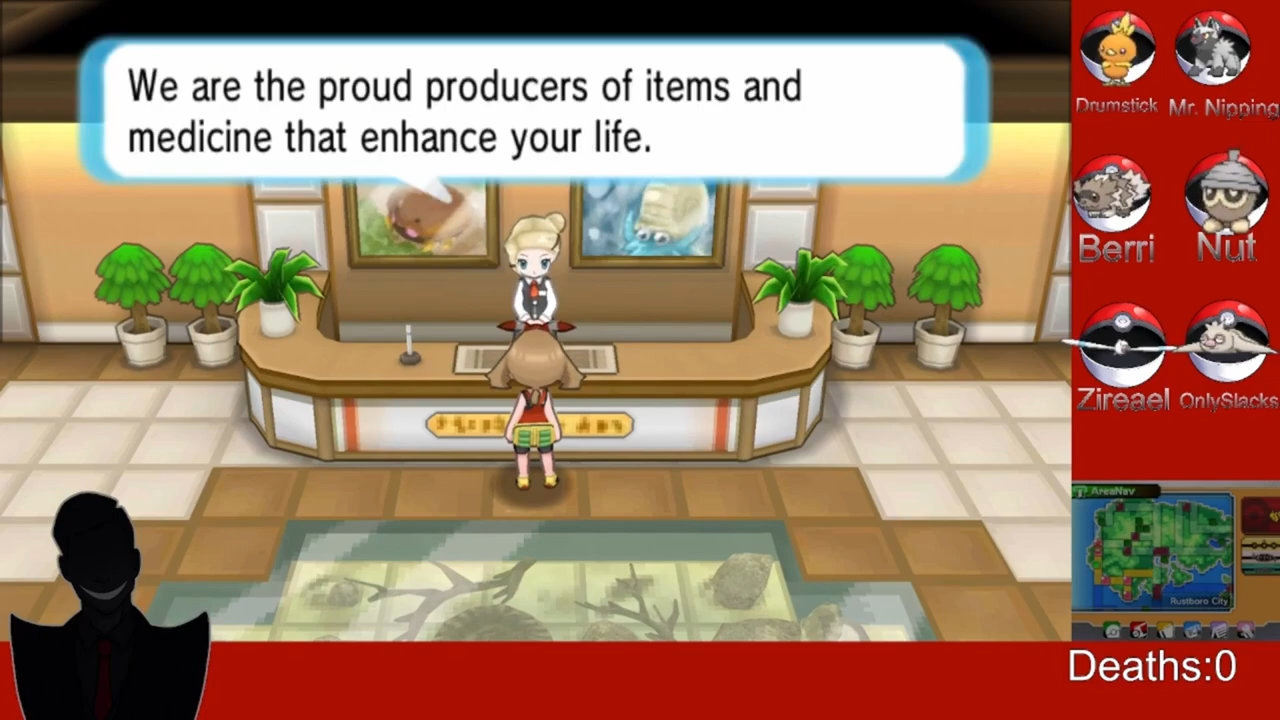 We are the proud producers of items and
medicine that enhance your life.
Drumstick Mr. Nipping
Berri Nut
Zireael OnlySlacks
AreaNav
Rustboro City
Deaths:0